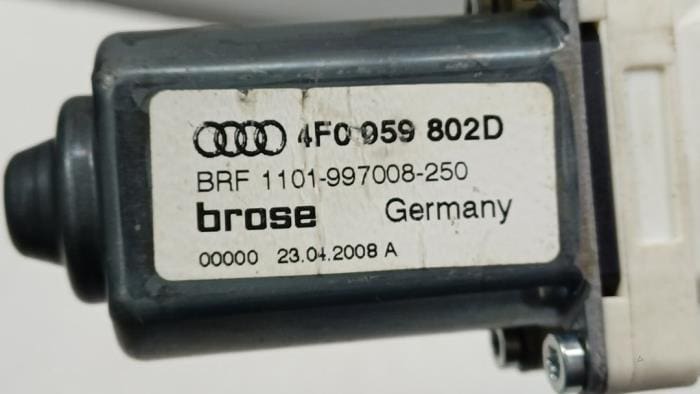 4F0 959 802D
BRF 1101-997008-250
brose Germany
00000 23.04.2008 A